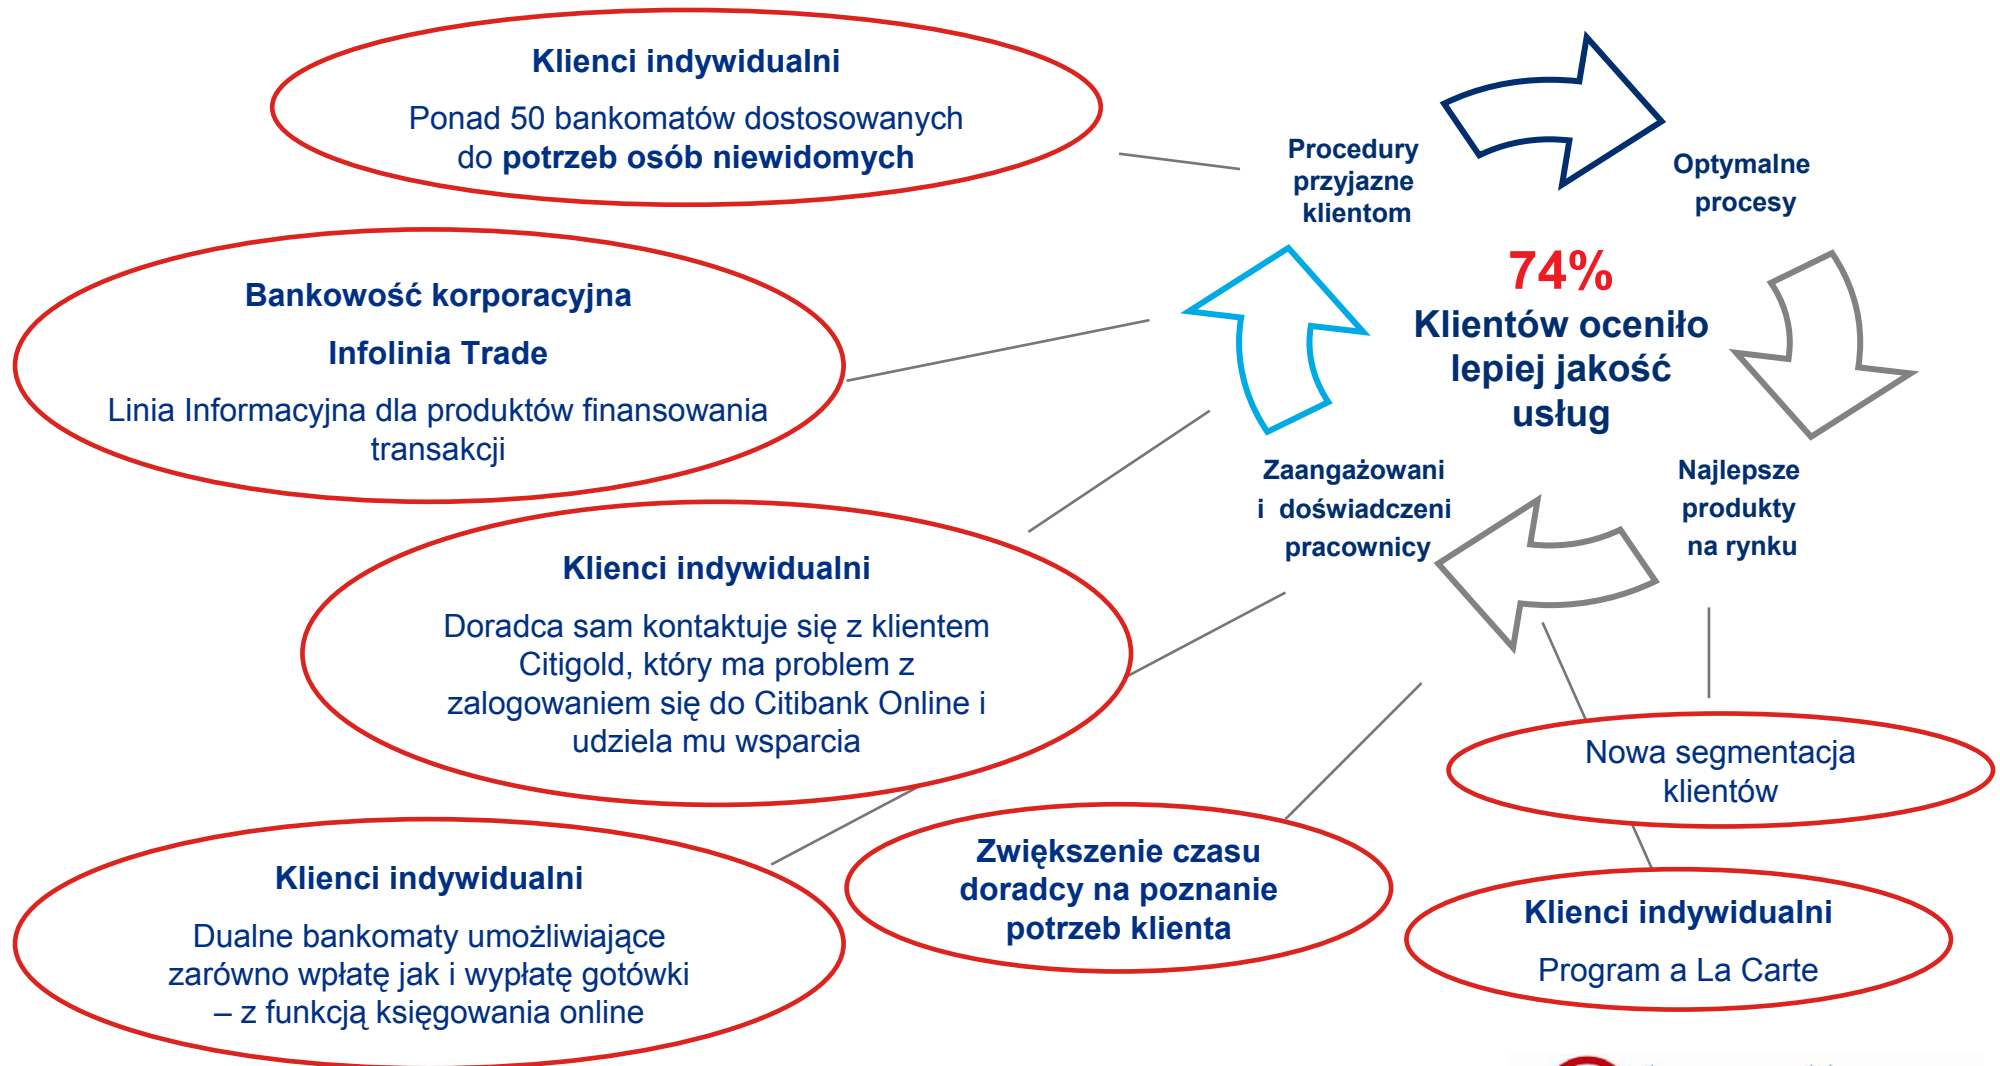 Klienci indywidualni
Ponad 50 bankomatów dostosowanych
do potrzeb osób niewidomych
Bankowość korporacyjna
Infolinia Trade
Linia Informacyjna dla produktów finansowania
transakcji
Klienci indywidualni
Doradca sam kontaktuje się z klientem
Citigold, który ma problem z
zalogowaniem się do Citibank Online i
udziela mu wsparcia
Klienci indywidualni
Dualne bankomaty umożliwiające
zarówno wpłatę jak i wypłatę gotówki
– z funkcją księgowania online
Zwiększenie czasu
doradcy na poznanie
potrzeb klienta
Nowa segmentacja
klientów
Klienci indywidualni
Program a La Carte
Procedury
przyjazne
klientom
Optymalne
procesy
74%
Klientów oceniło
lepiej jakość
usług
Zaangażowani
i doświadczeni
pracownicy
Najlepsze
produkty
na rynku